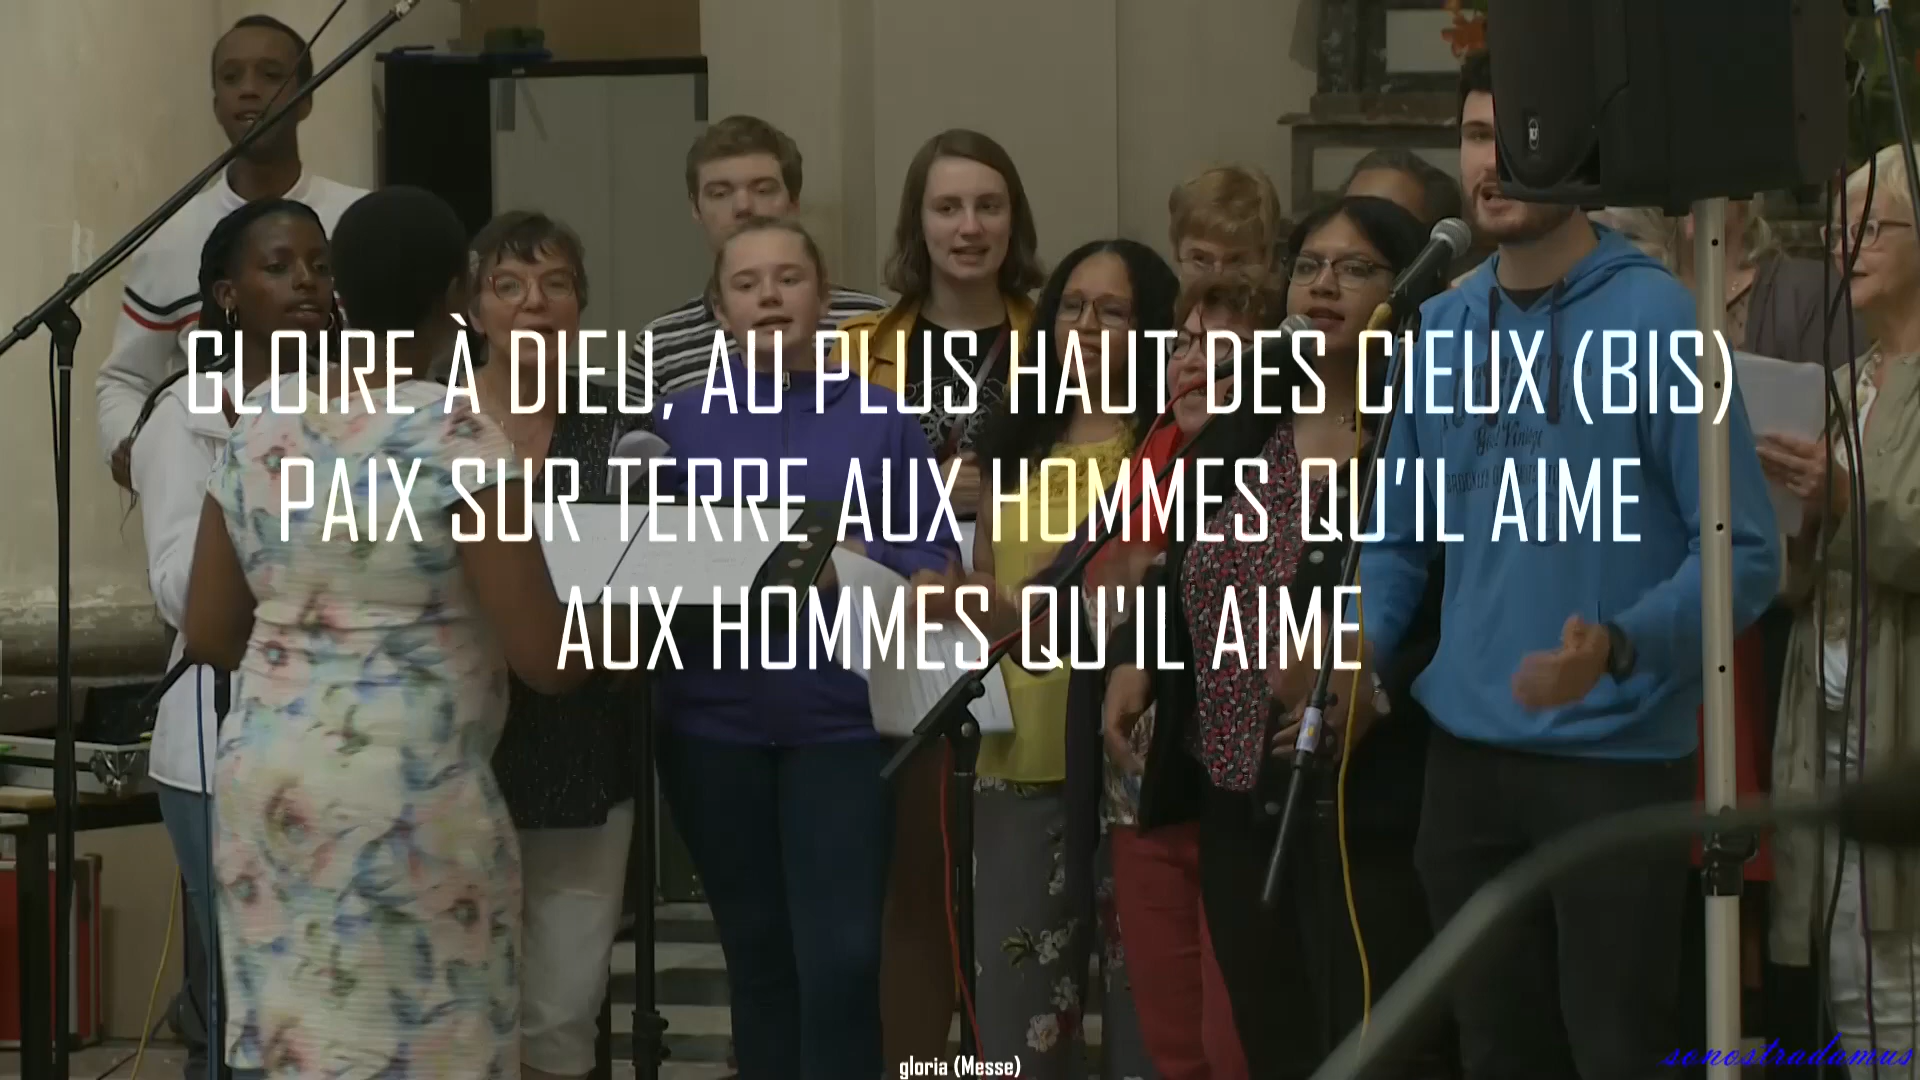 GLOIRE À DIEU, AU PLUS HAUT DES CIEUX (BIS)
PAIX SUR TERRE AUX HOMMES QU’IL AIME
AUX HOMMES QU'IL AIME
gloria (Messe)
sonostradamus